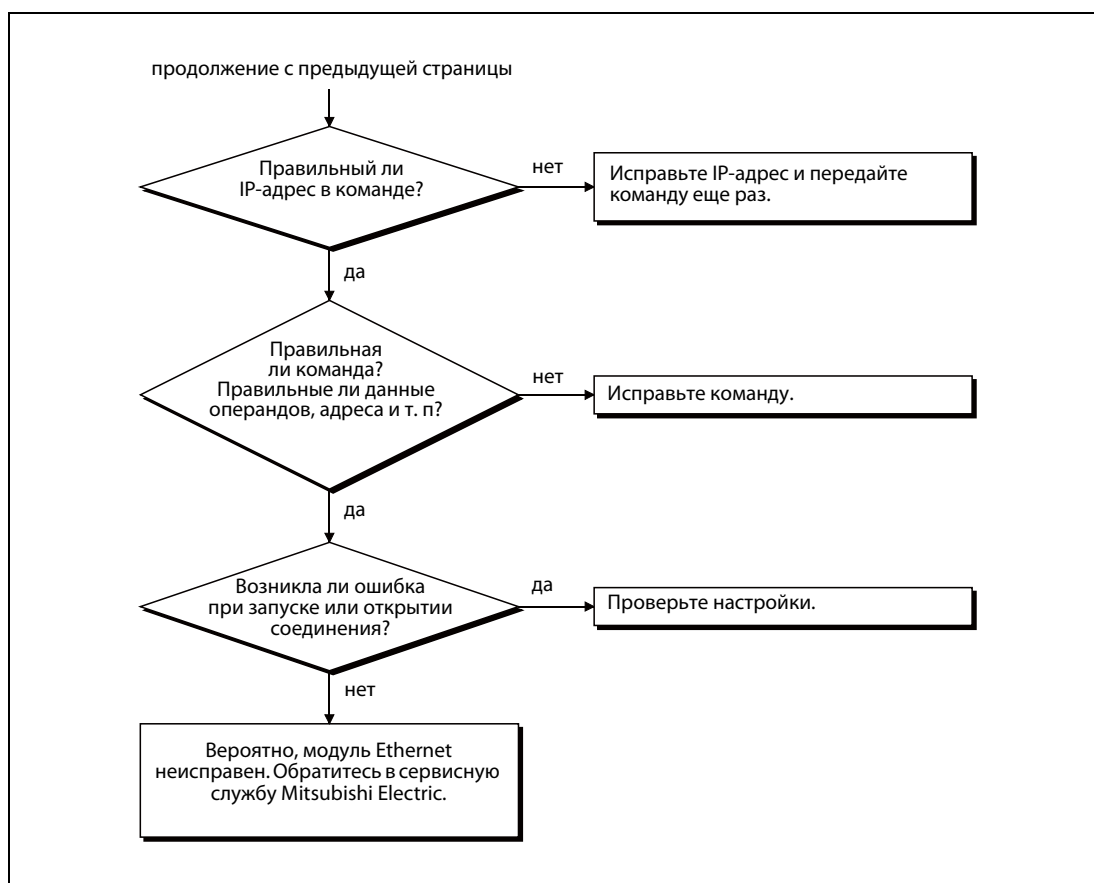 продолжение с предыдущей страницы
Правильный ли
IP-адрес в команде?
нет
Исправьте IP-адрес и передайте
команду еще раз.
да
Правильная
ли команда?
Правильные ли данные
операндов, адреса и т. п?
нет
Исправьте команду.
да
Возникла ли ошибка
при запуске или открытии
соединения?
да
Проверьте настройки.
нет
Вероятно, модуль Ethernet
неисправен. Обратитесь в сервисную
службу Mitsubishi Electric.